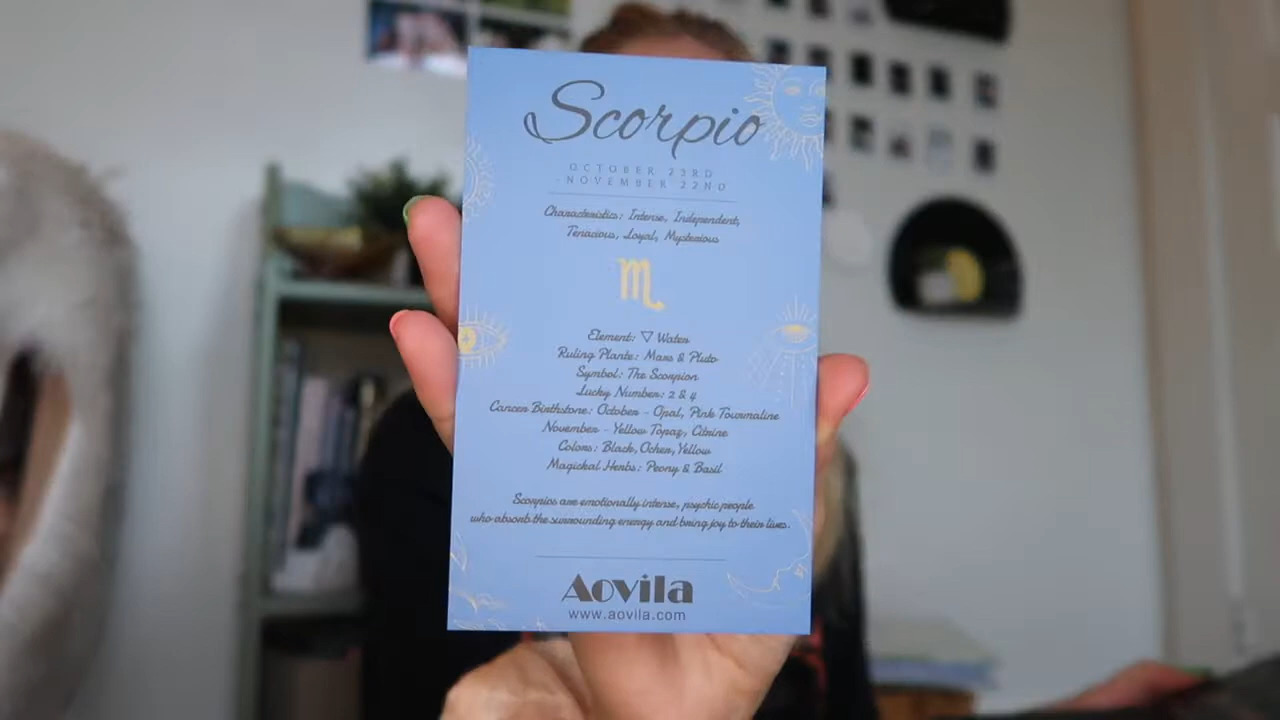 Scorpio
OCTOBER 23RD
-NOVEMBER 22ND
Characteristics: Intense, Independent,
Tenacious, Loyal, Mysterious
Element: Water
Ruling Plante: Mars & Pluto
Symbol: The Scorpion
Lucky Number: 2 & 4
Cancer Birthstone: October - Opal, Pink Tourmaline
November - Yellow Topaz, Citrine
Colors: Black, Ocher, Yellow
Magickal Herbs: Peony & Basil
Scorpios are emotionally intense, psychic people
who absorb the surrounding energy and bring joy to their lives.
Aovila
www.aovila.com